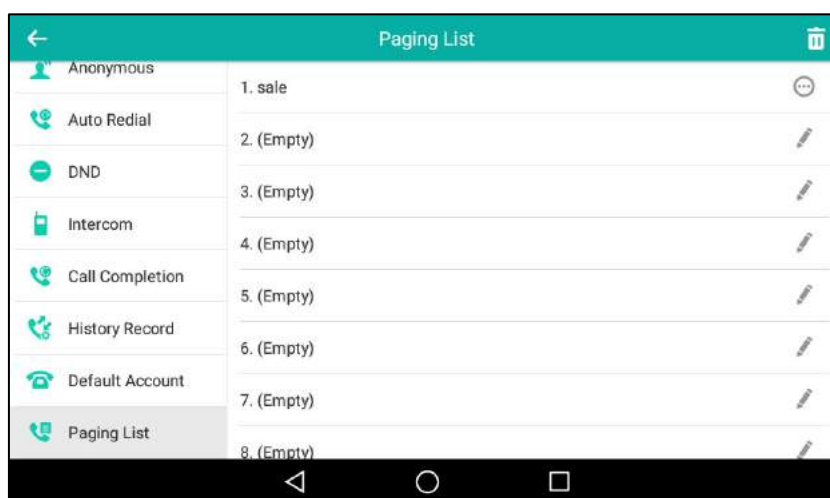 Paging List
Anonymous
Auto Redial
DND
Intercom
Call Completion
History Record
Default Account
Paging List
1. sale
2. (Empty)
3. (Empty)
4. (Empty)
5. (Empty)
6. (Empty)
7. (Empty)
8. (Empty)